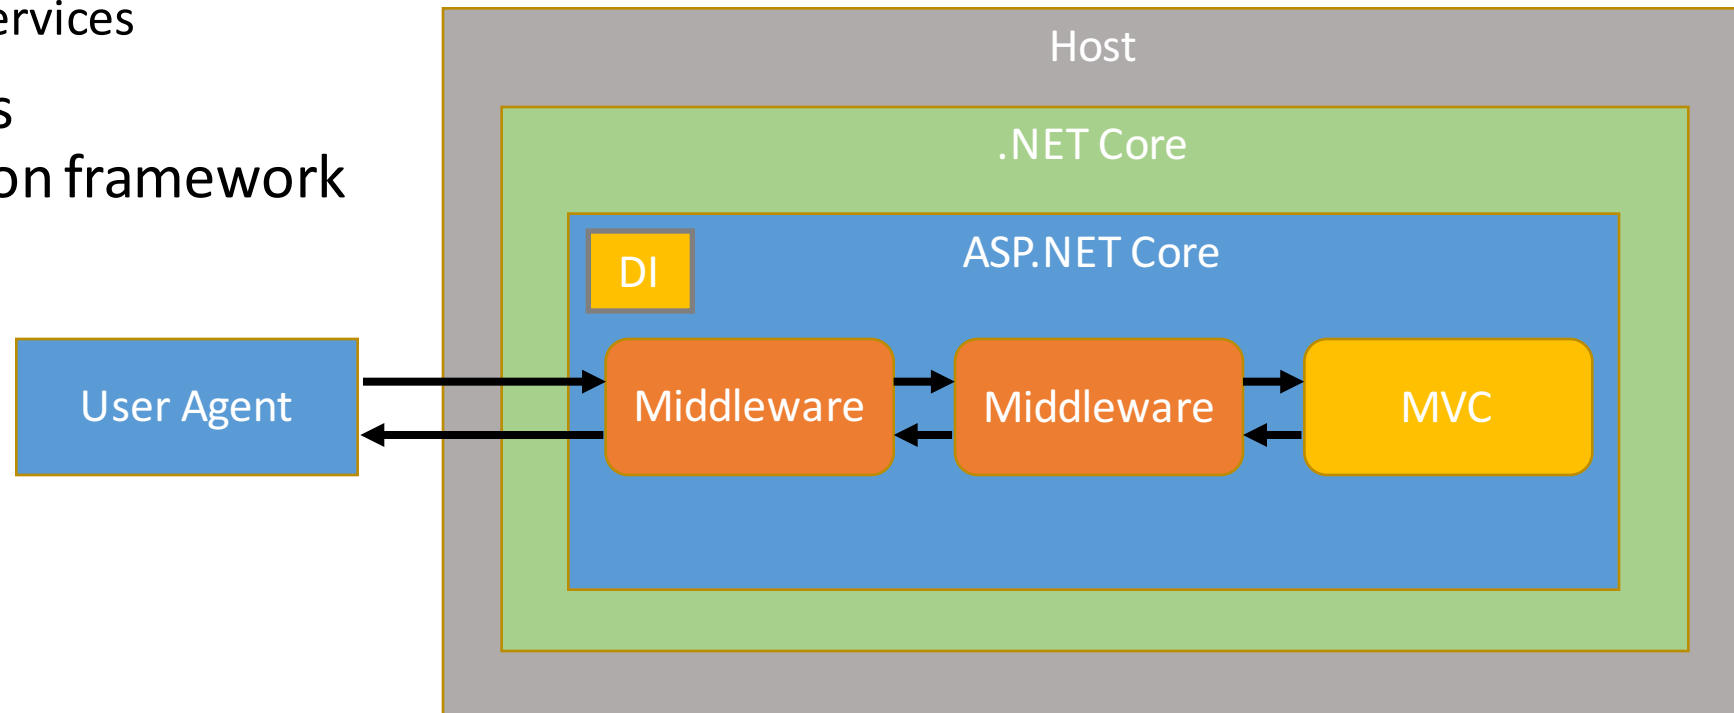 ervices
s
on framework
Host
.NET Core
ASP.NET Core
DI
User Agent
Middleware
Middleware
MVC